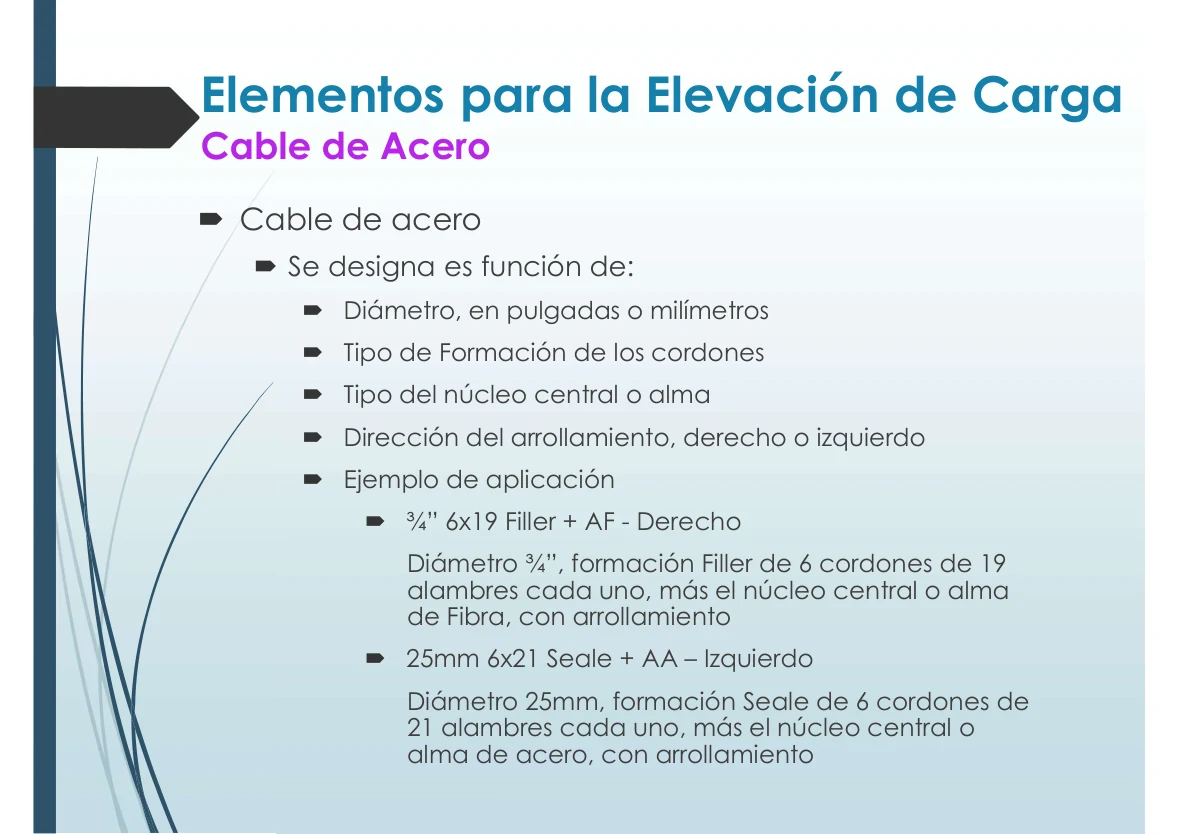 Elementos para la Elevación de Carga
Cable de Acero
Cable de acero
Se designa es función de:
Diámetro, en pulgadas o milímetros
Tipo de Formación de los cordones
Tipo del núcleo central o alma
Dirección del arrollamiento, derecho o izquierdo
Ejemplo de aplicación
¾” 6x19 Filler + AF - Derecho
Diámetro ¾”, formación Filler de 6 cordones de 19
alambres cada uno, más el núcleo central o alma
de Fibra, con arrollamiento
25mm 6x21 Seale + AA – Izquierdo
Diámetro 25mm, formación Seale de 6 cordones de
21 alambres cada uno, más el núcleo central o
alma de acero, con arrollamiento